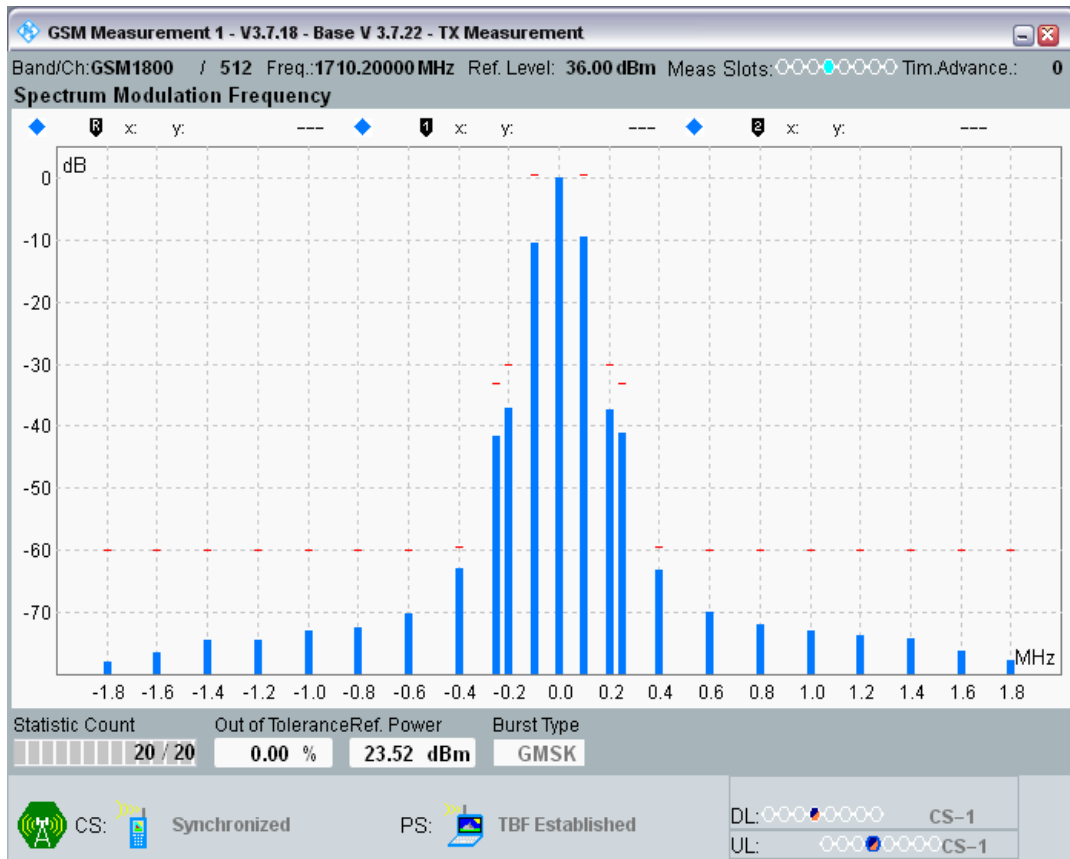 GSM Measurement 1 - V3.7.18 - Base V 3.7.22 - TX Measurement
Band/Ch:GSM1800 / 512 Freq.:1710.20000 MHz Ref. Level: 36.00 dBm Meas Slots: Tim.Advance.: 0
Spectrum Modulation Frequency
R x: y: --- 1 x: y: --- 2 x: y: ---
dB
0
-10
-20
-30
-40
-50
-60
-70
MHz
-1.8 -1.6 -1.4 -1.2 -1.0 -0.8 -0.6 -0.4 -0.2 0.0 0.2 0.4 0.6 0.8 1.0 1.2 1.4 1.6 1.8
Statistic Count Out of Tolerance Ref. Power Burst Type
20 / 20 0.00 % 23.52 dBm GMSK
CS: Synchronized PS: TBF Established DL: CS-1
UL: CS-1